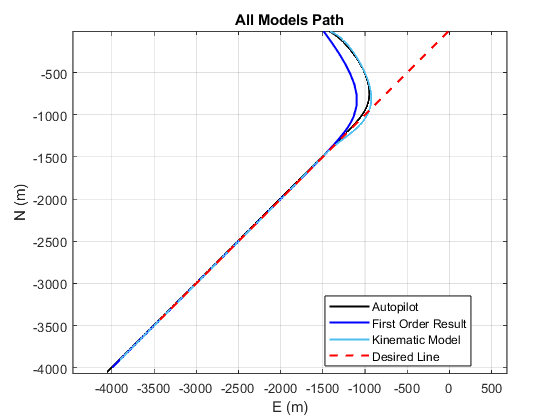 All Models Path
N (m)
-500
-1000
-1500
-2000
-2500
-3000
-3500
-4000
Autopilot
First Order Result
Kinematic Model
Desired Line
-4000 -3500 -3000 -2500 -2000 -1500 -1000 -500 0 500
E (m)